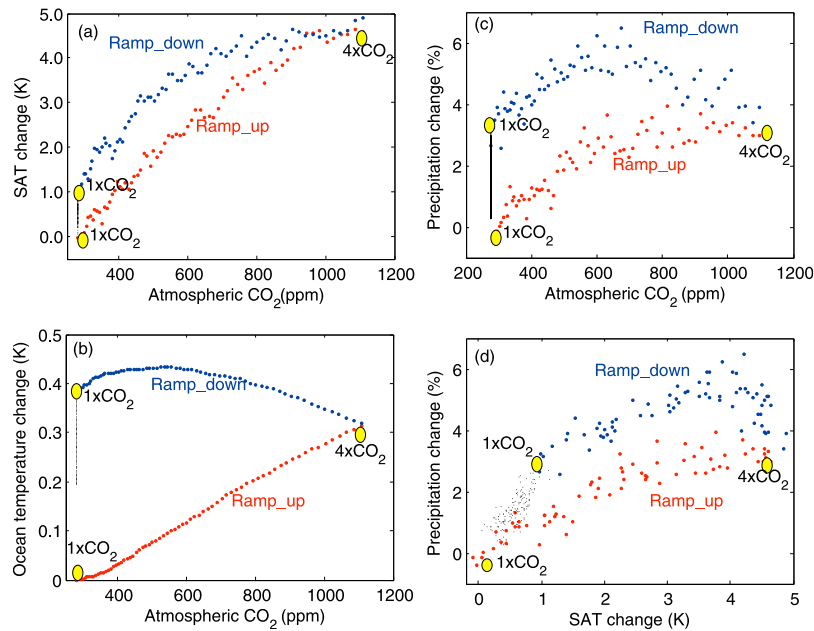 (a)
Ramp_down
4xCO2
Ramp_up
1xCO2
1xCO2
5.0
4.0
3.0
2.0
1.0
0.0
SAT change (K)
400
600
800
1000
1200
Atmospheric CO2(ppm)
(c)
Ramp_down
1xCO2
4xCO2
Ramp_up
1xCO2
6
4
2
0
Precipitation change (%)
200
400
600
800
1000
1200
Atmospheric CO2 (ppm)
(b)
Ramp_down
1xCO2
4xCO2
Ramp_up
1xCO2
0.5
0.4
0.3
0.2
0.1
0
Ocean temperature change (K)
400
600
800
1000
1200
Atmospheric CO2 (ppm)
(d)
Ramp_down
1xCO2
4xCO2
Ramp_up
1xCO2
6
4
2
0
Precipitation change (%)
0
1
2
3
4
5
SAT change (K)